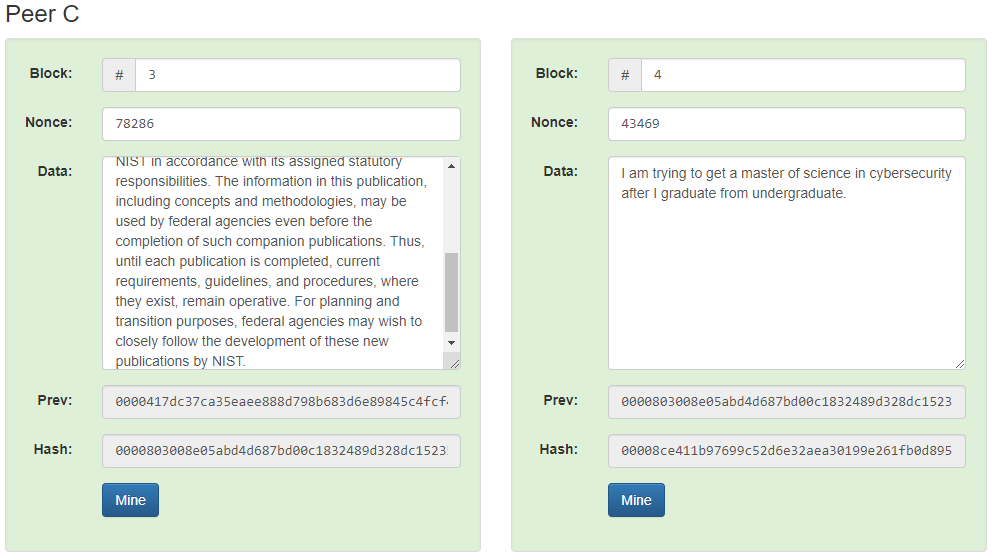 Peer C
Block: # 3
Nonce: 78286
Data: NIST in accordance with its assigned statutory
responsibilities. The information in this publication,
including concepts and methodologies, may be
used by federal agencies even before the
completion of such companion publications. Thus,
until each publication is completed, current
requirements, guidelines, and procedures, where
they exist, remain operative. For planning and
transition purposes, federal agencies may wish to
closely follow the development of these new
publications by NIST.
Prev: 0000417dc37ca35eaee888d798b683d6e89845c4fcf4
Hash: 0000803008e05abd4d687bd00c1832489d328dc1523
Mine
Block: # 4
Nonce: 43469
Data: I am trying to get a master of science in cybersecurity
after I graduate from undergraduate.
Prev: 0000803008e05abd4d687bd00c1832489d328dc1523
Hash: 00008ce411b97699c52d6e32aea30199e261fb0d895
Mine